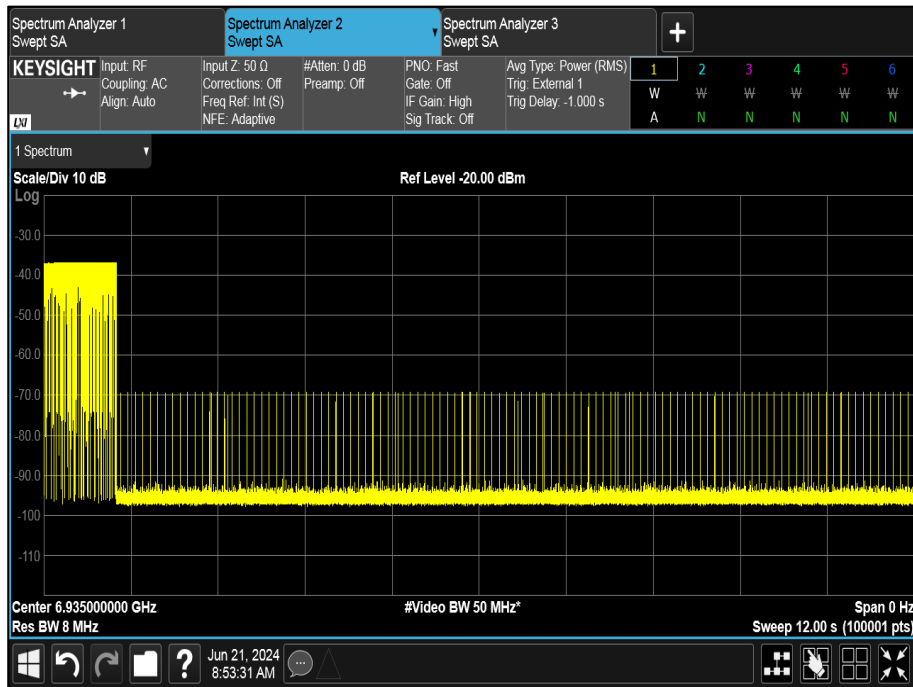 Spectrum Analyzer 1
Swept SA
Spectrum Analyzer 2
Swept SA
Spectrum Analyzer 3
Swept SA
+
KEYSIGHT
LXI
Input: RF
Coupling: AC
Align: Auto
Input Z: 50 Ω
Corrections: Off
Freq Ref: Int (S)
NFE: Adaptive
#Atten: 0 dB
Preamp: Off
PNO: Fast
Gate: Off
IF Gain: High
Sig Track: Off
Avg Type: Power (RMS)
Trig: External 1
Trig Delay: -1.000 s
1 2 3 4 5 6
W W W W W W
A N N N N N
1 Spectrum
Scale/Div 10 dB
Ref Level -20.00 dBm
Log
-30.0
-40.0
-50.0
-60.0
-70.0
-80.0
-90.0
-100
-110
Center 6.935000000 GHz
#Video BW 50 MHz*
Span 0 Hz
Res BW 8 MHz
Sweep 12.00 s (100001 pts)
?
Jun 21, 2024
8:53:31 AM